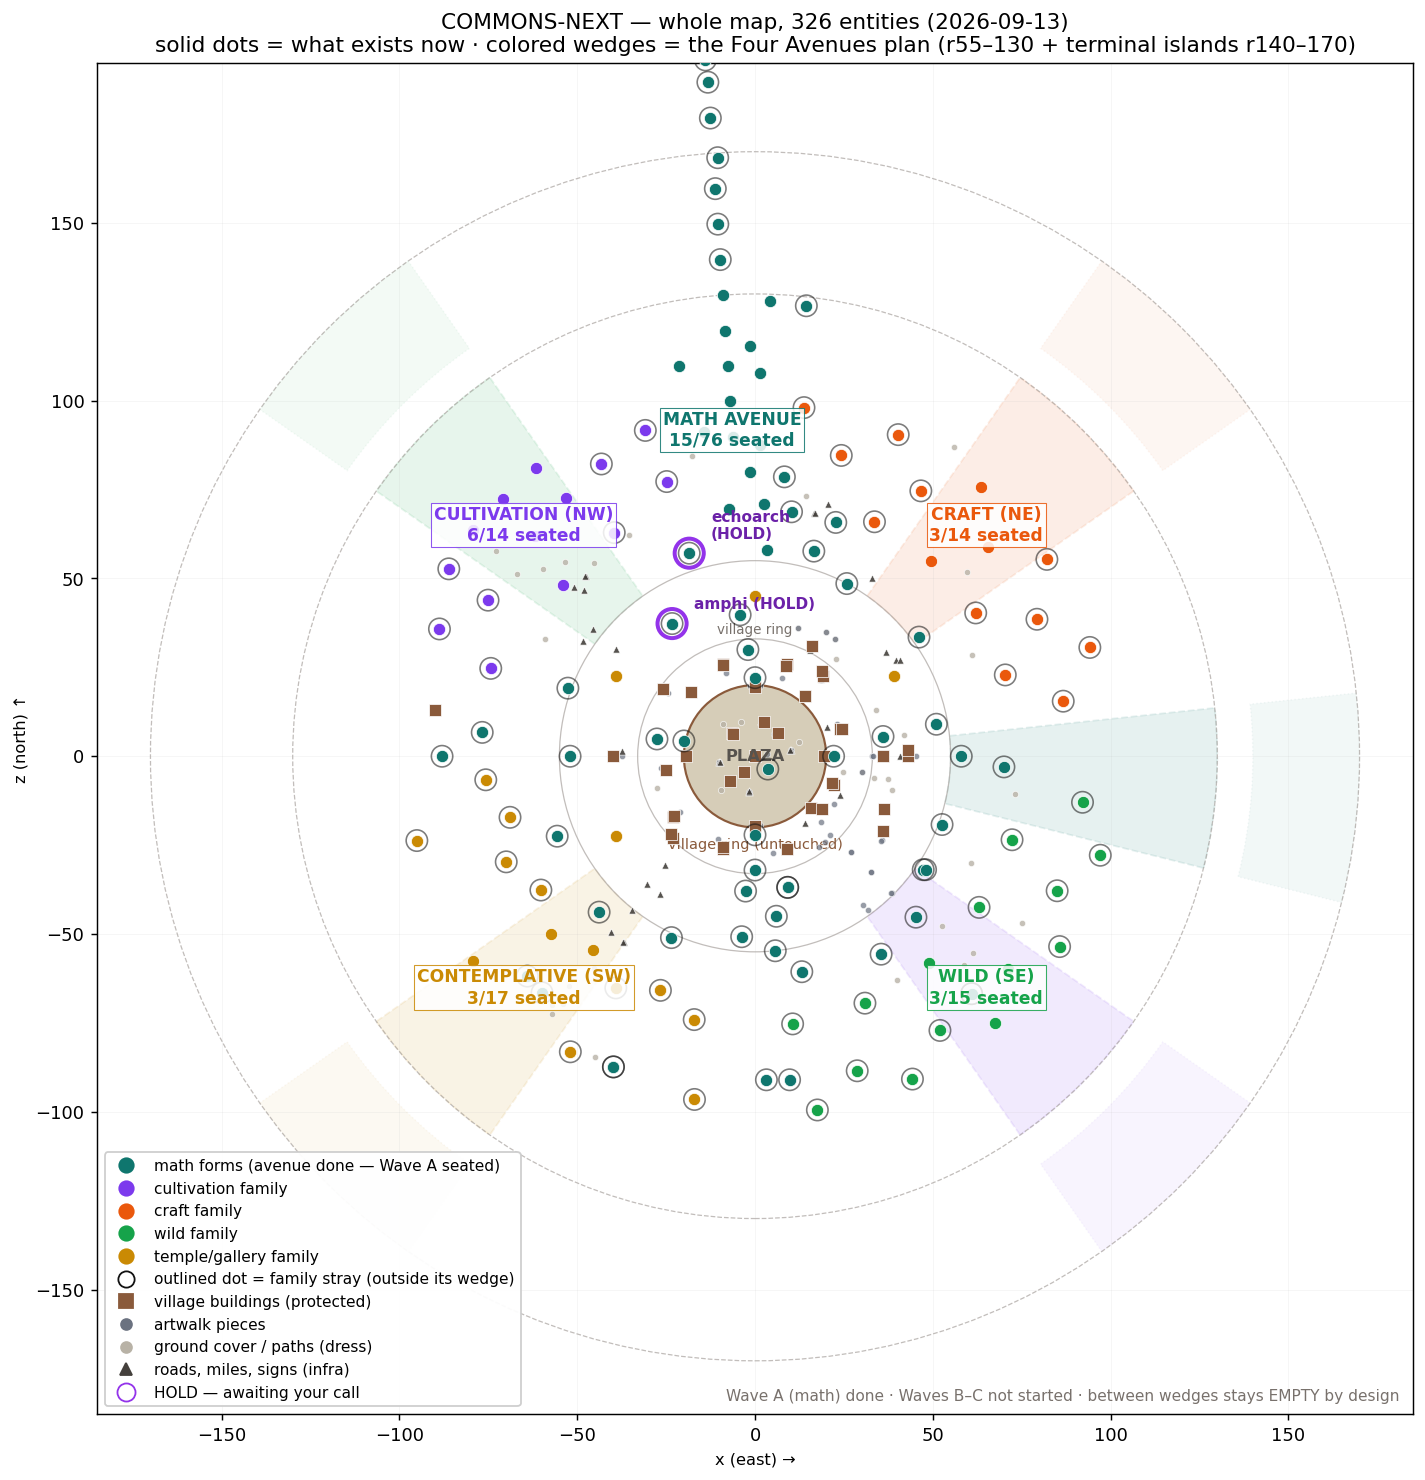 COMMONS-NEXT — whole map, 326 entities (2026-09-13)
solid dots = what exists now · colored wedges = the Four Avenues plan (r55–130 + terminal islands r140–170)
z (north) ↑
150
100
50
0
−50
−100
−150
MATH AVENUE
15/76 seated
CULTIVATION (NW)
6/14 seated
CRAFT (NE)
3/14 seated
echoarch
(HOLD)
amphi (HOLD)
village ring
PLAZA
village ring (untouched)
CONTEMPLATIVE (SW)
3/17 seated
WILD (SE)
3/15 seated
math forms (avenue done — Wave A seated)
cultivation family
craft family
wild family
temple/gallery family
outlined dot = family stray (outside its wedge)
village buildings (protected)
artwalk pieces
ground cover / paths (dress)
roads, miles, signs (infra)
HOLD — awaiting your call
Wave A (math) done · Waves B–C not started · between wedges stays EMPTY by design
−150
−100
−50
0
50
100
150
x (east) →